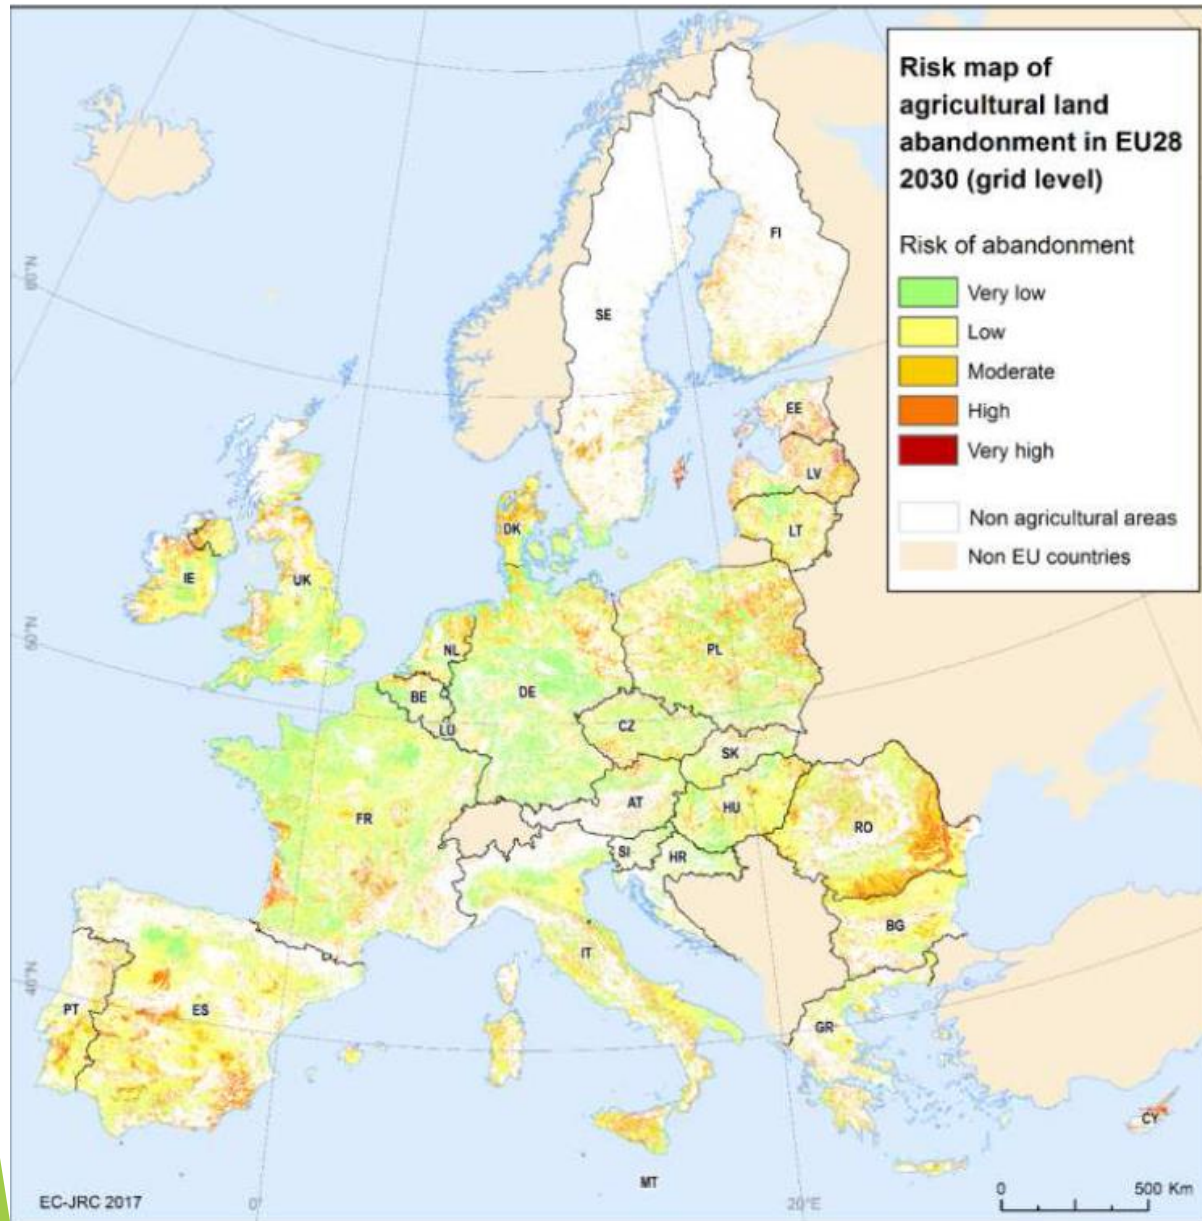 Risk map of
agricultural land
abandonment in EU28
2030 (grid level)
Risk of abandonment
Very low
Low
Moderate
High
Very high
Non agricultural areas
Non EU countries
60°N
50°N
40°N
FI
SE
EE
LV
LT
DK
IE
UK
NL
BE
LU
DE
PL
CZ
SK
AT
HU
RO
FR
SI
HR
BG
IT
PT
ES
GR
CY
MT
EC-JRC 2017
0°
20°E
0
500 Km